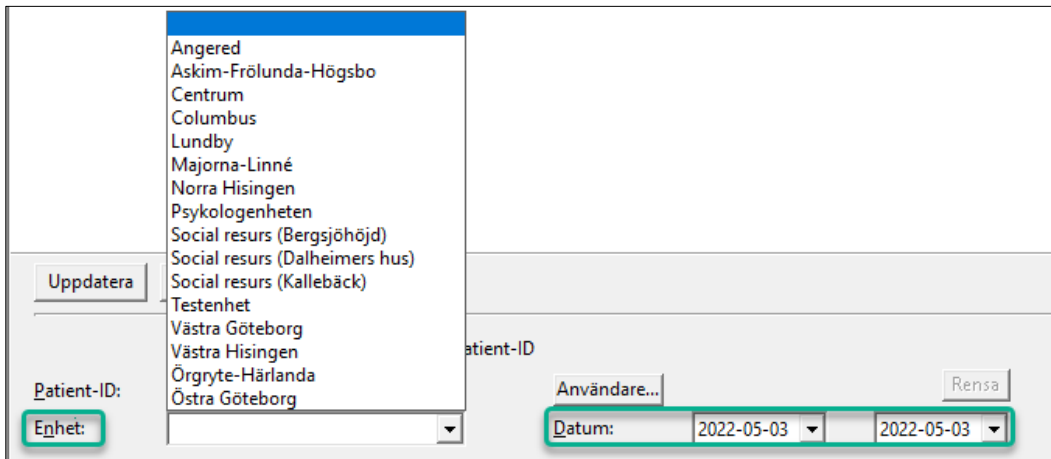 Angered
Askim-Frölunda-Högsbo
Centrum
Columbus
Lundby
Majorna-Linné
Norra Hisingen
Psykologenheten
Social resurs (Bergsjöhöjd)
Social resurs (Dalheimers hus)
Social resurs (Kallebäck)
Testenhet
Västra Göteborg
Västra Hisingen
Örgryte-Härlanda
Östra Göteborg
Uppdatera
atient-ID
Patient-ID: Användare... Rensa
Enhet: Datum: 2022-05-03 2022-05-03